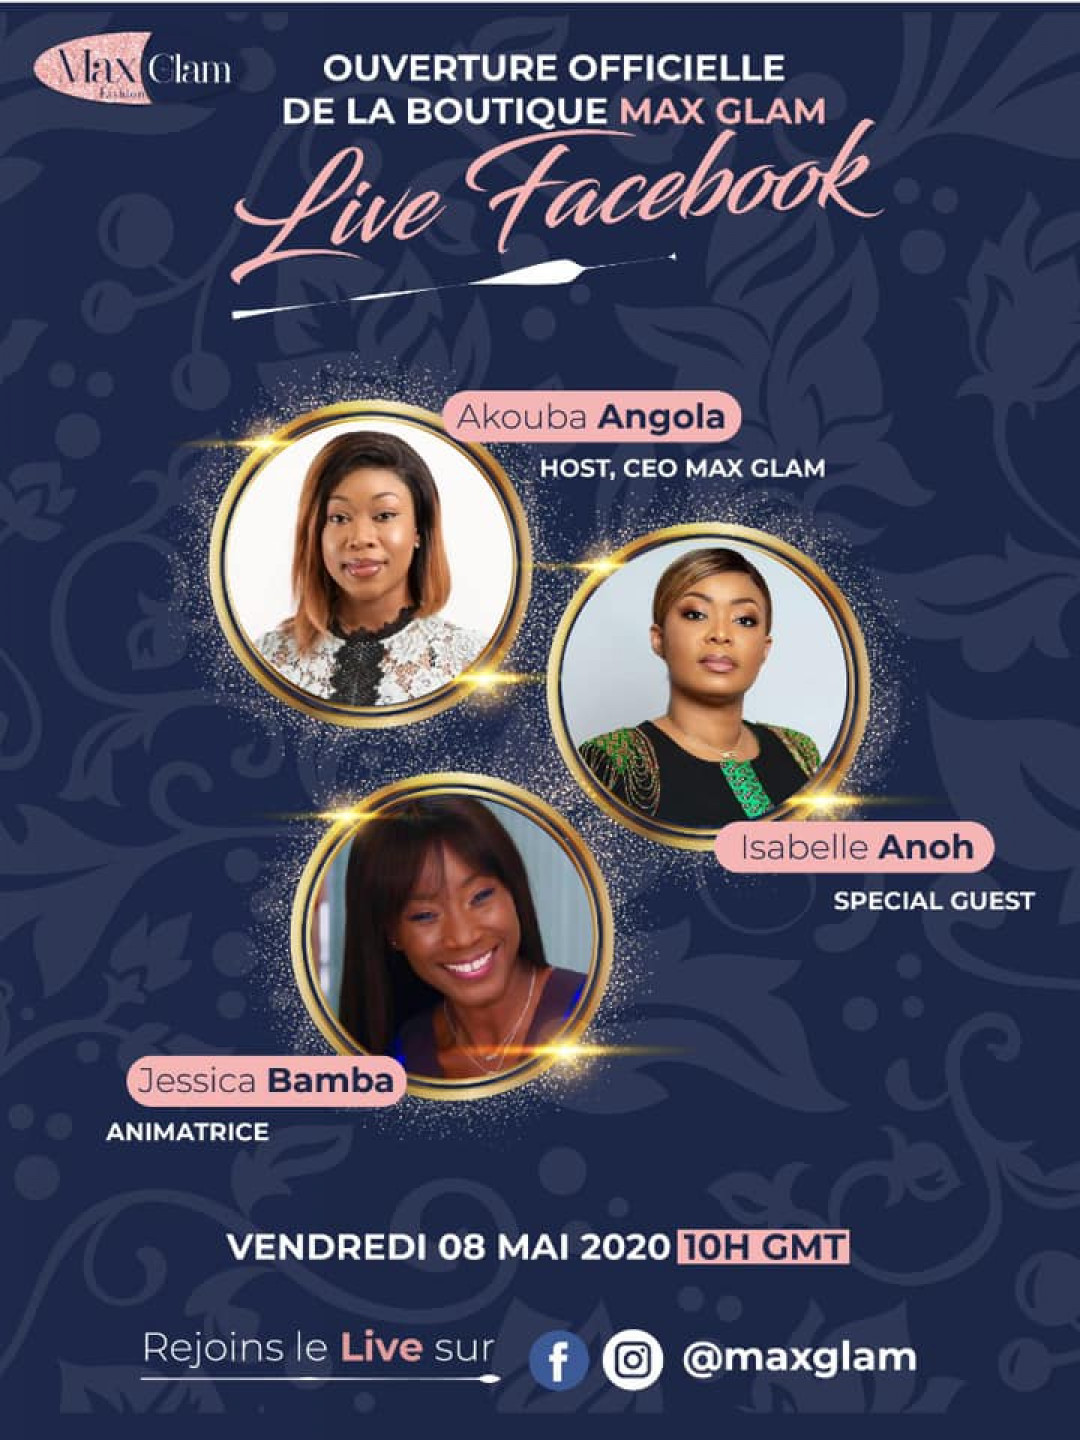 Max Glam
Fashion
OUVERTURE OFFICIELLE
DE LA BOUTIQUE MAX GLAM
Live Facebook
Akouba Angola
HOST, CEO MAX GLAM
Isabelle Anoh
SPECIAL GUEST
Jessica Bamba
ANIMATRICE
VENDREDI 08 MAI 2020 10H GMT
Rejoins le Live sur f @maxglam